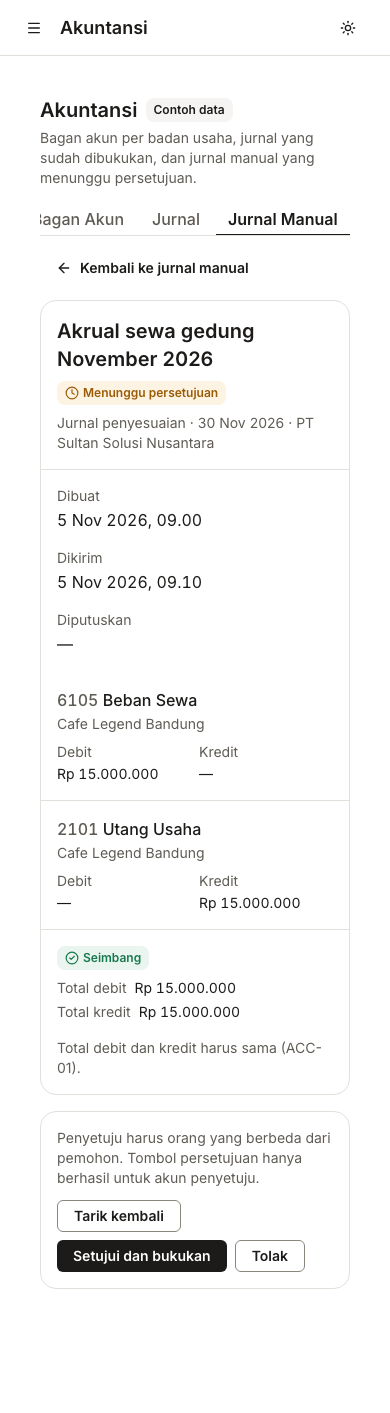 Akuntansi
Akuntansi Contoh data
Bagan akun per badan usaha, jurnal yang
sudah dibukukan, dan jurnal manual yang
menunggu persetujuan.
Bagan Akun Jurnal Jurnal Manual
Kembali ke jurnal manual
Akrual sewa gedung
November 2026
Menunggu persetujuan
Jurnal penyesuaian · 30 Nov 2026 · PT
Sultan Solusi Nusantara
Dibuat
5 Nov 2026, 09.00
Dikirim
5 Nov 2026, 09.10
Diputuskan
—
6105 Beban Sewa
Cafe Legend Bandung
Debit Kredit
Rp 15.000.000 —
2101 Utang Usaha
Cafe Legend Bandung
Debit Kredit
— Rp 15.000.000
Seimbang
Total debit Rp 15.000.000
Total kredit Rp 15.000.000
Total debit dan kredit harus sama (ACC-
01).
Penyetuju harus orang yang berbeda dari
pemohon. Tombol persetujuan hanya
berhasil untuk akun penyetuju.
Tarik kembali
Setujui dan bukukan Tolak